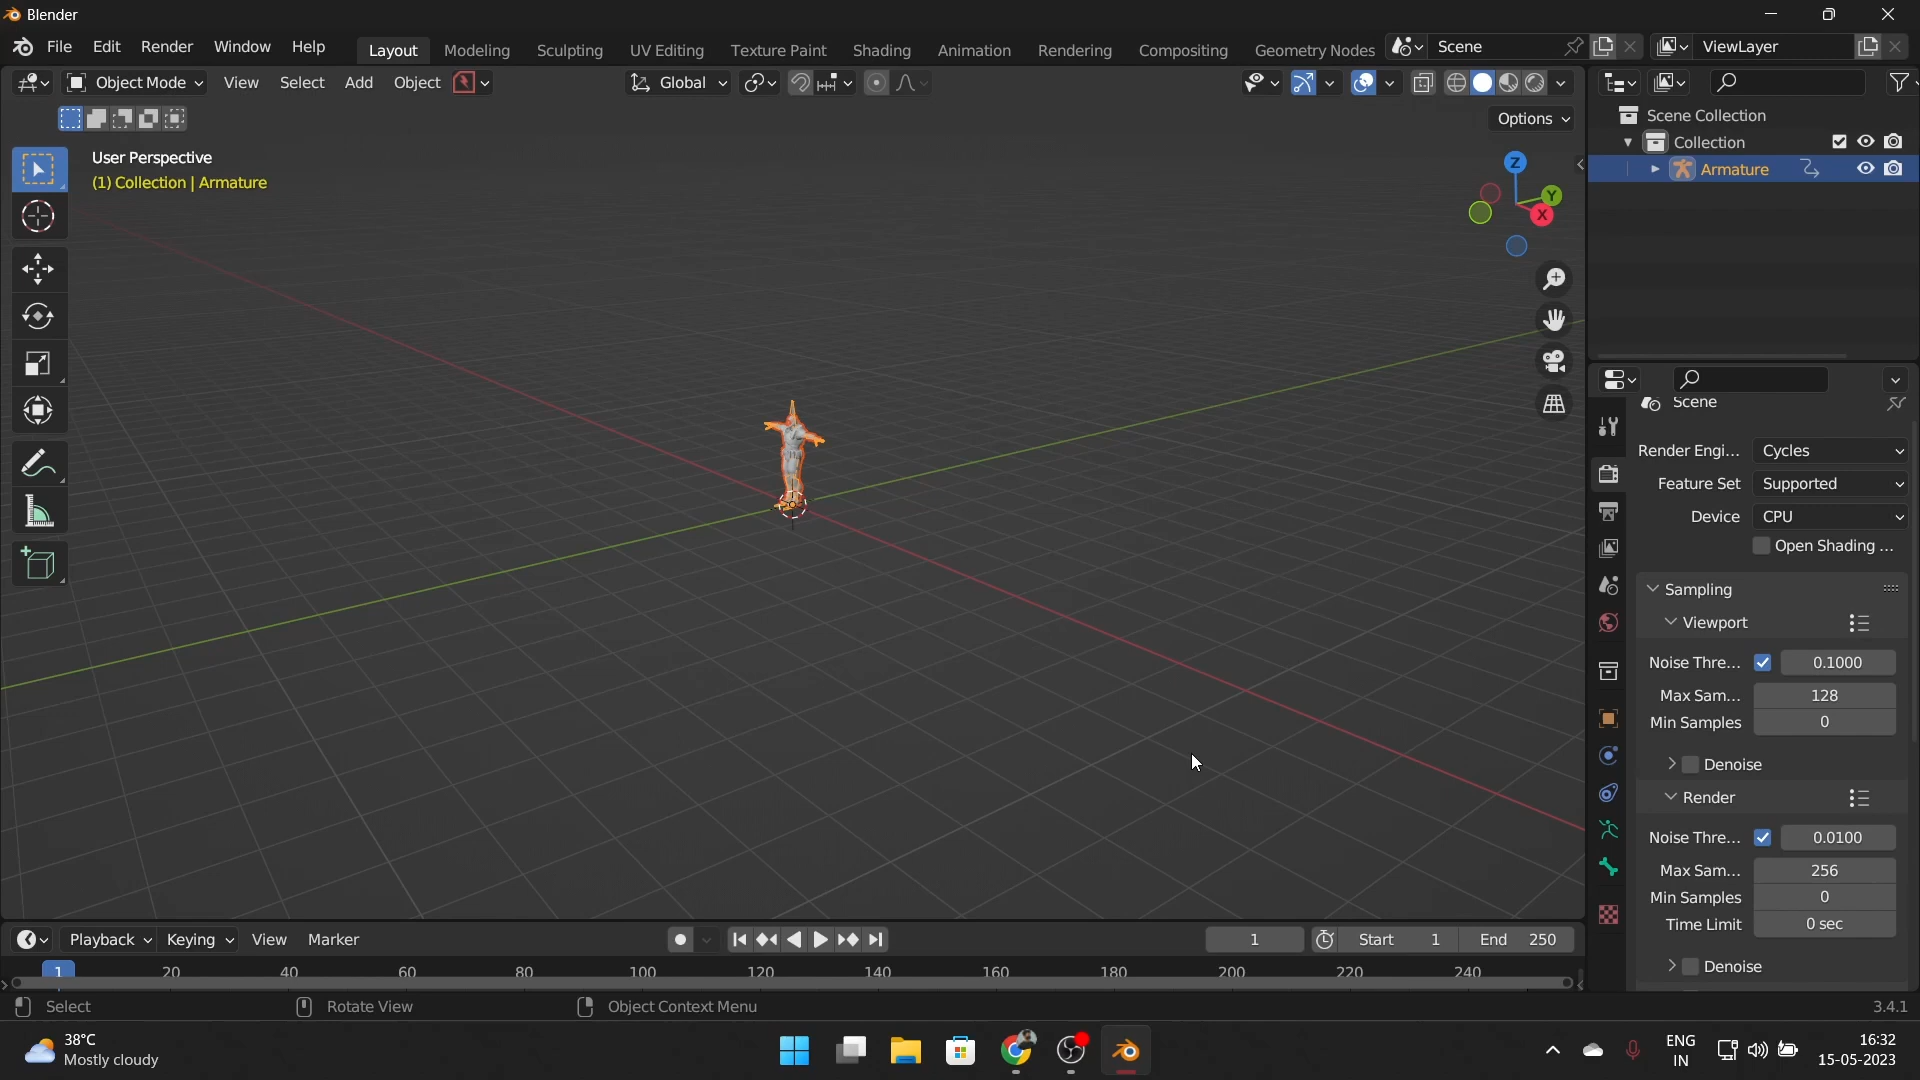 Blender
File Edit Render Window Help Layout Modeling Sculpting UV Editing Texture Paint Shading Animation Rendering Compositing Geometry Nodes Scene ViewLayer
Object Mode View Select Add Object Global
Options
User Perspective
(1) Collection | Armature
Z
Y
X
Scene Collection
Collection
Armature
Scene
Render Engi... Cycles
Feature Set Supported
Device CPU
Open Shading ...
Sampling
Viewport
Noise Thre... 0.1000
Max Sam... 128
Min Samples 0
Denoise
Render
Noise Thre... 0.0100
Max Sam... 256
Min Samples 0
Time Limit 0 sec
Denoise
Playback Keying View Marker 1 Start 1 End 250
1 20 40 60 80 100 120 140 160 180 200 220 240
Select Rotate View Object Context Menu 3.4.1
38°C
Mostly cloudy
ENG
IN
16:32
15-05-2023